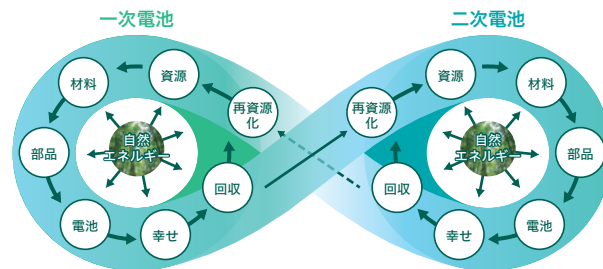 一次電池
二次電池
資源
材料
部品
電池
幸せ
回収
再資源
化
自然
エネルギー
資源
材料
部品
電池
幸せ
回収
再資源
化
自然
エネルギー